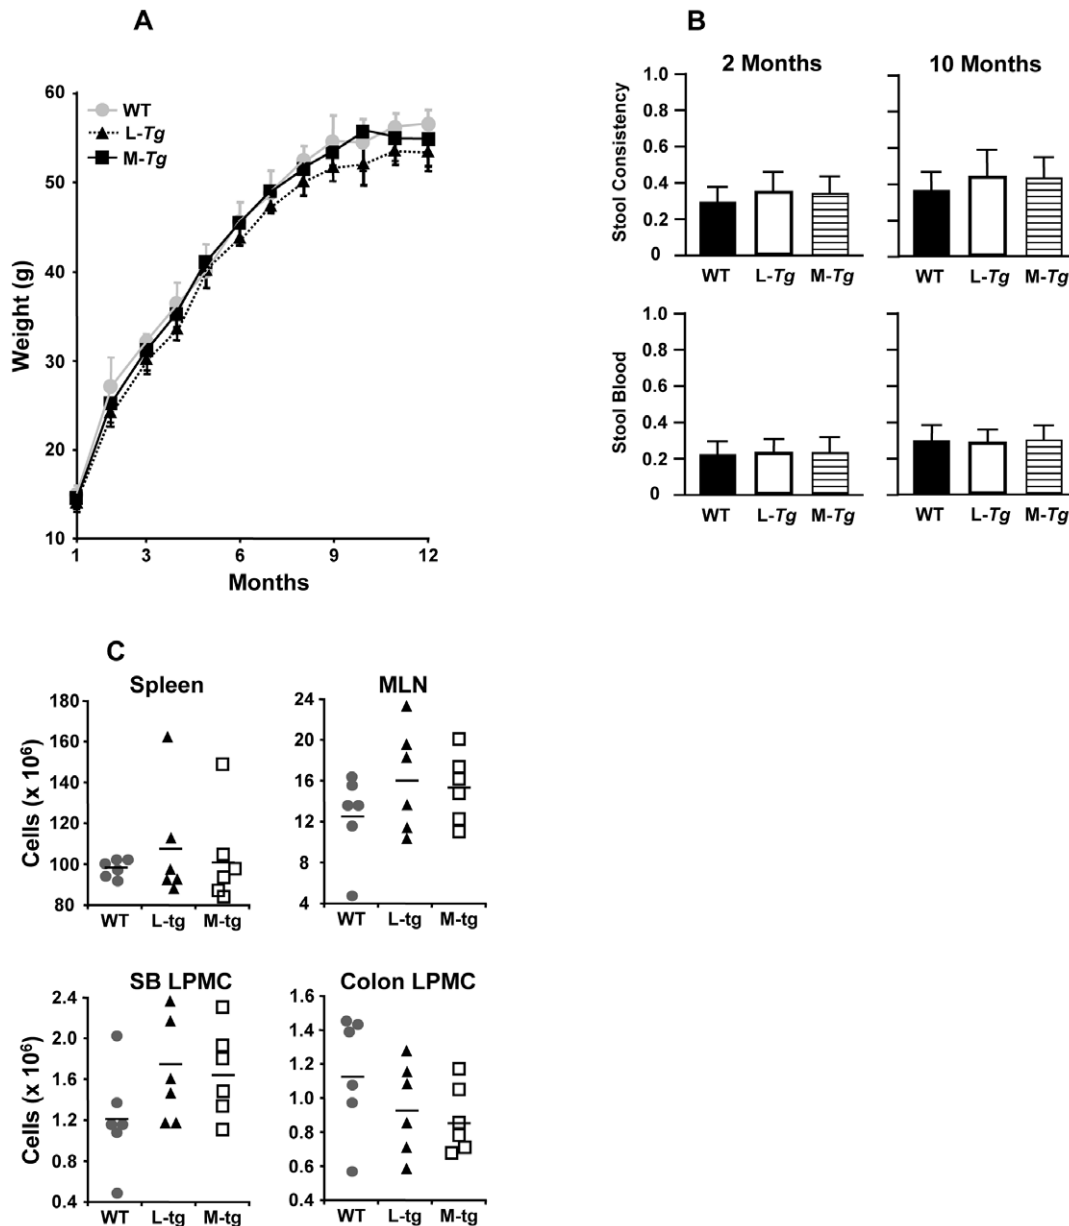 A
60
50
40
30
20
10
Weight (g)
WT
L-Tg
M-Tg
1 3 6 9 12
Months
B
2 Months
10 Months
Stool Consistency
1.0
0.8
0.6
0.4
0.2
0
WT L-Tg M-Tg
WT L-Tg M-Tg
Stool Blood
1.0
0.8
0.6
0.4
0.2
0
WT L-Tg M-Tg
WT L-Tg M-Tg
C
Spleen
Cells (x 10⁶)
180
160
140
120
100
80
WT L-tg M-tg
MLN
24
20
16
12
8
4
WT L-tg M-tg
SB LPMC
Cells (x 10⁶)
2.4
2.0
1.6
1.2
0.8
0.4
WT L-tg M-tg
Colon LPMC
1.6
1.4
1.2
1.0
0.8
0.6
0.4
WT L-tg M-tg